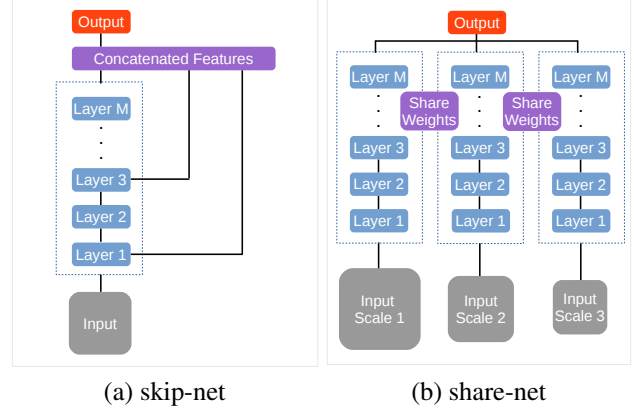 Output
Concatenated Features
Layer M
Layer 3
Layer 2
Layer 1
Input
(a) skip-net
Output
Layer M
Layer M
Layer M
Share
Weights
Share
Weights
Layer 3
Layer 3
Layer 3
Layer 2
Layer 2
Layer 2
Layer 1
Layer 1
Layer 1
Input
Scale 1
Input
Scale 2
Input
Scale 3
(b) share-net